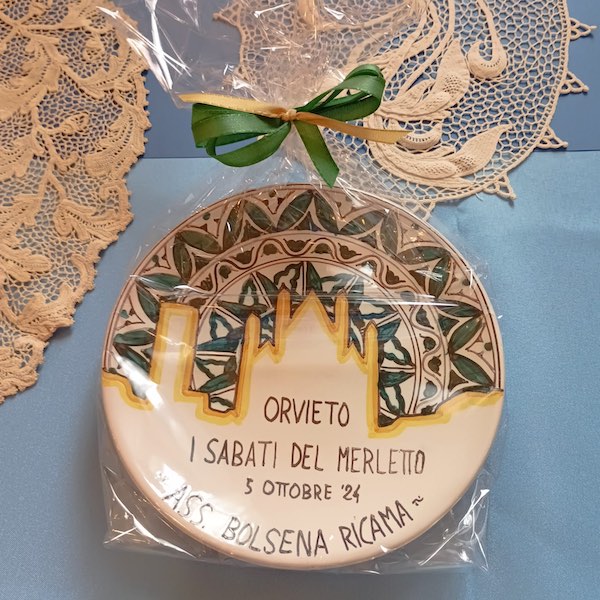 ORVIETO
I SABATI DEL MERLETTO
5 OTTOBRE '24
"ASS. BOLSENA RICAMA"